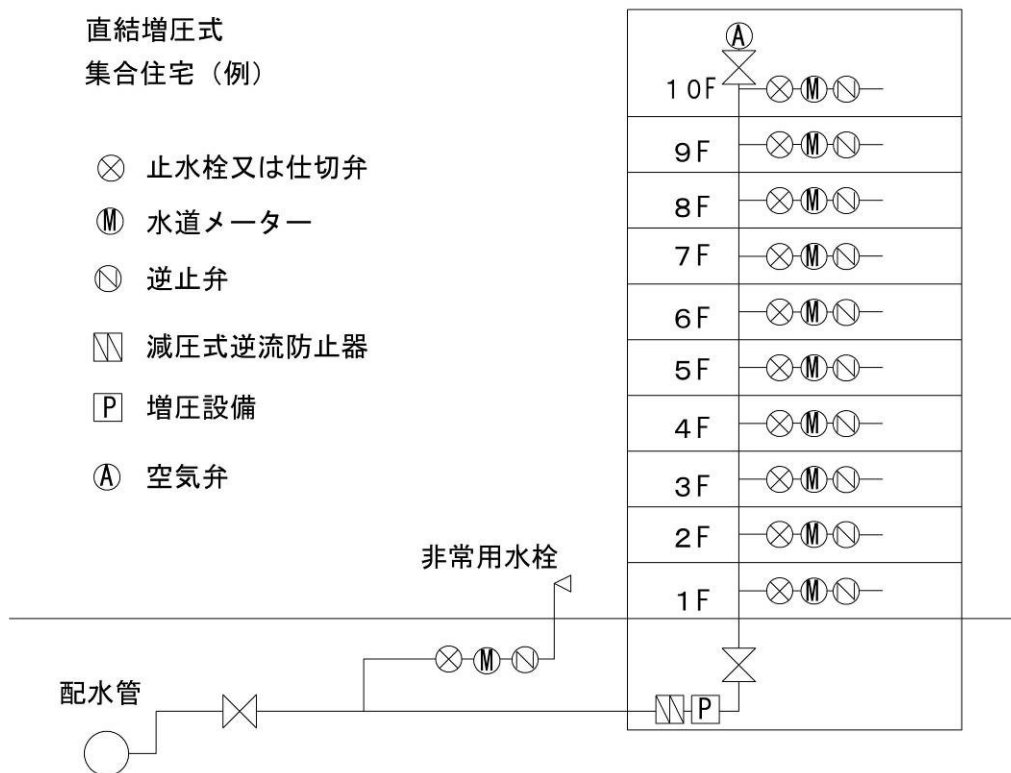 直結増圧式
集合住宅（例）
止水栓又は仕切弁
M 水道メーター
逆止弁
減圧式逆流防止器
P 増圧設備
A 空気弁
A
10F M
9F M
8F M
7F M
6F M
5F M
4F M
3F M
2F M
1F M
非常用水栓
M
配水管
P